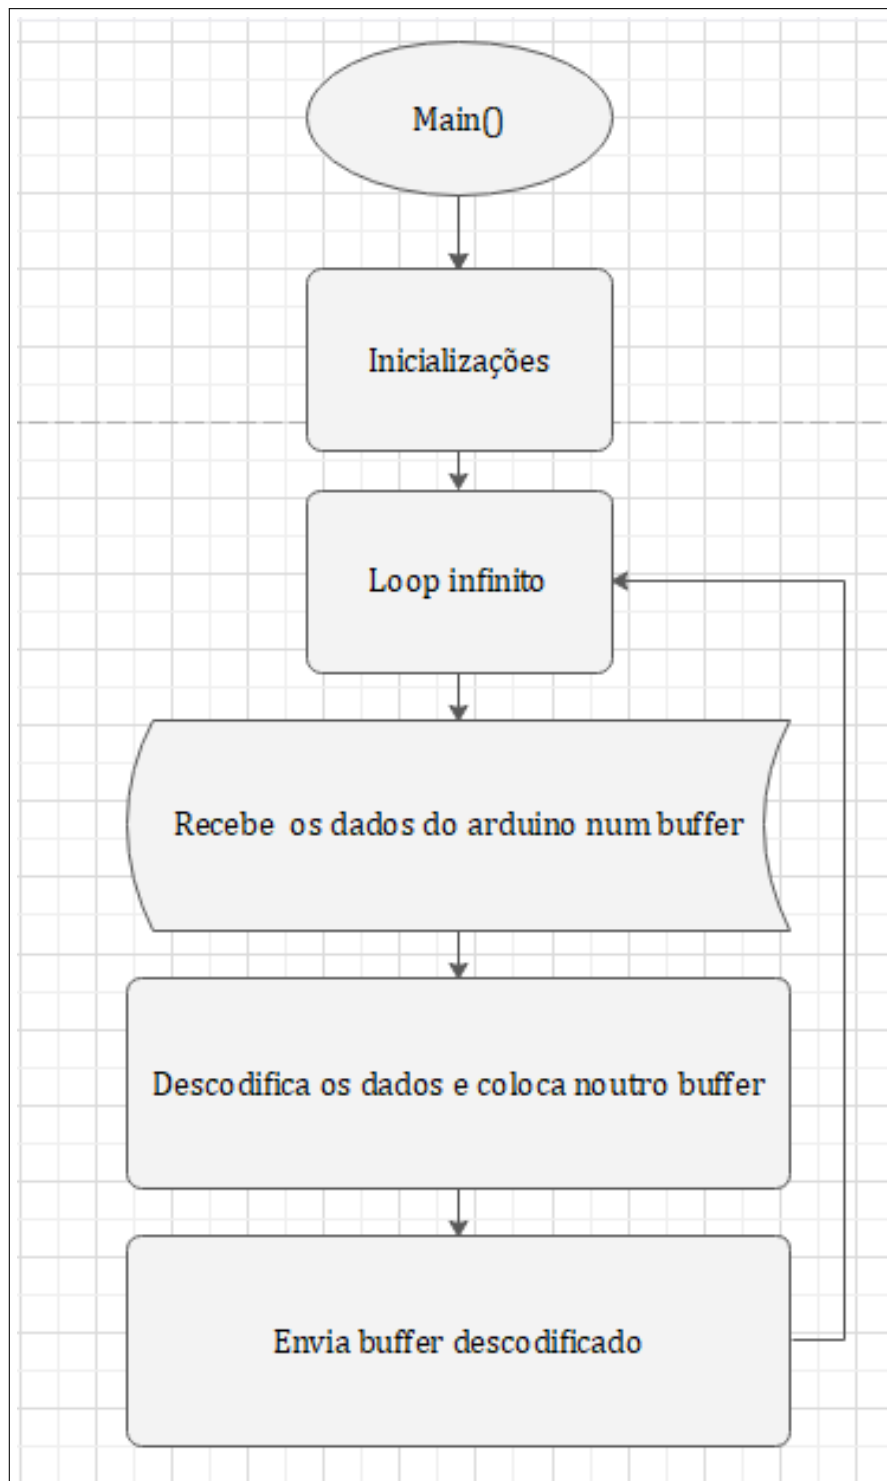 Main()
Inicializações
Loop infinito
Recebe os dados do arduino num buffer
Descodifica os dados e coloca noutro buffer
Envia buffer descodificado